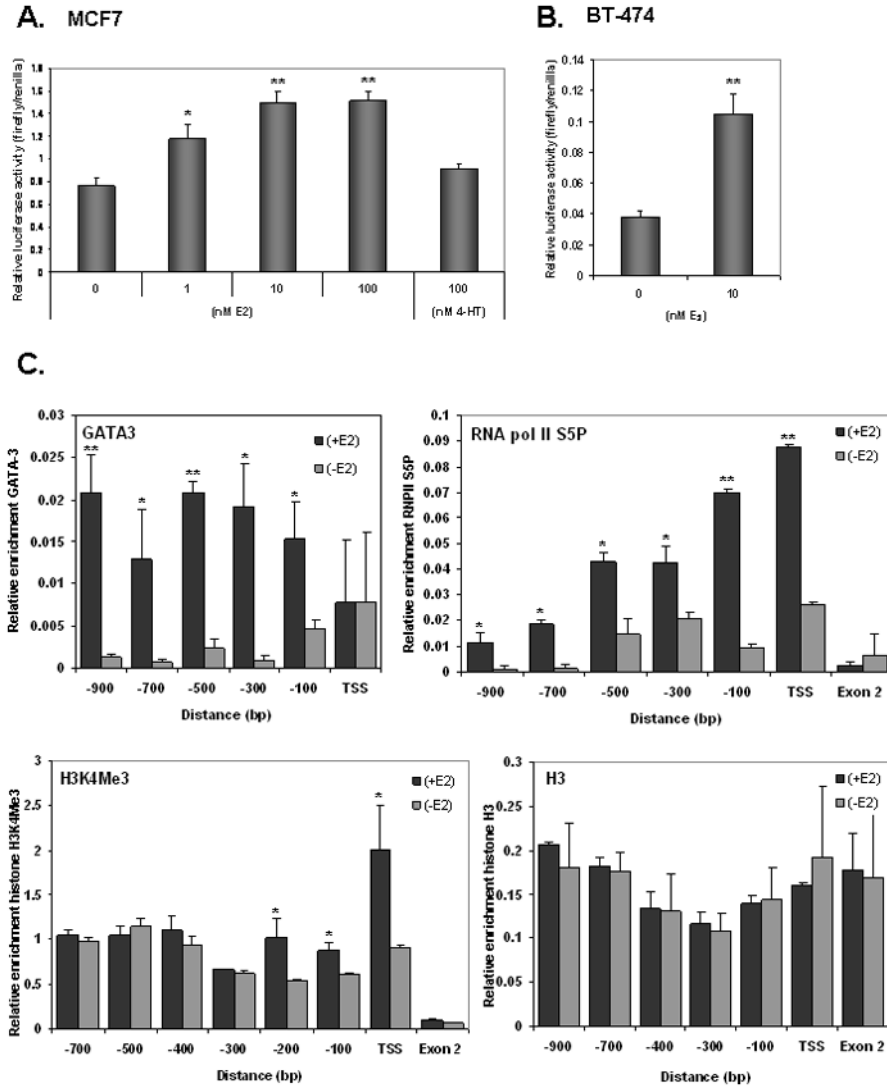 A. MCF7
Relative luciferase activity (firefly/renilla)
1.8
1.6
1.4
1.2
1
0.8
0.6
0.4
0.2
0
*
**
**
0 1 10 100 100
(nM E2) (nM 4-HT)
B. BT-474
Relative luciferase activity (firefly/renilla)
0.14
0.12
0.1
0.08
0.06
0.04
0.02
0
**
0 10
(nM E2)
C.
GATA3
(+E2)
(-E2)
Relative enrichment GATA-3
0.03
0.025
0.02
0.015
0.01
0.005
0
** * ** * *
-900 -700 -500 -300 -100 TSS
Distance (bp)
RNA pol II S5P
(+E2)
(-E2)
Relative enrichment RNPII S5P
0.1
0.09
0.08
0.07
0.06
0.05
0.04
0.03
0.02
0.01
0
* * * * ** **
-900 -700 -500 -300 -100 TSS Exon 2
Distance (bp)
H3K4Me3
(+E2)
(-E2)
Relative enrichment histone H3K4Me3
3
2.5
2
1.5
1
0.5
0
* * *
-700 -500 -400 -300 -200 -100 TSS Exon 2
Distance (bp)
H3
(+E2)
(-E2)
Relative enrichment histone H3
0.3
0.25
0.2
0.15
0.1
0.05
0
-900 -700 -400 -300 -100 TSS Exon 2
Distance (bp)